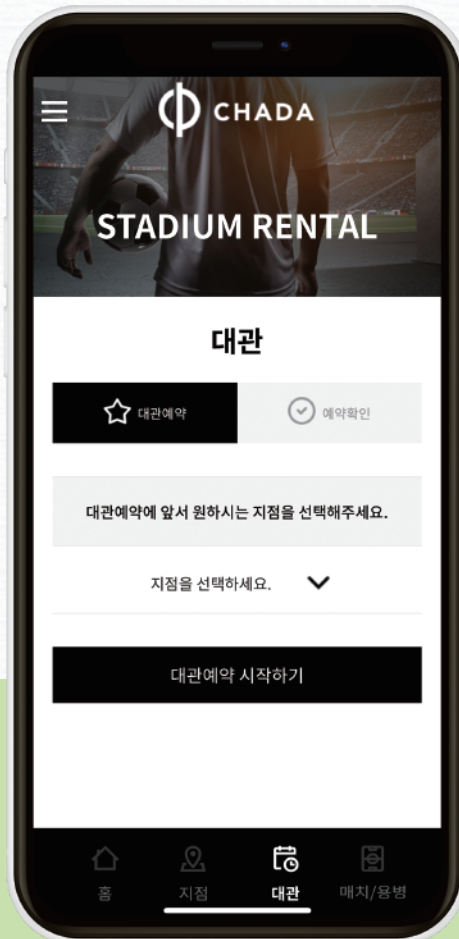 CHADA
STADIUM RENTAL
대관
대관예약
예약확인
대관예약에 앞서 원하시는 지점을 선택해주세요.
지점을 선택하세요.
대관예약 시작하기
홈
지점
대관
매치/용병